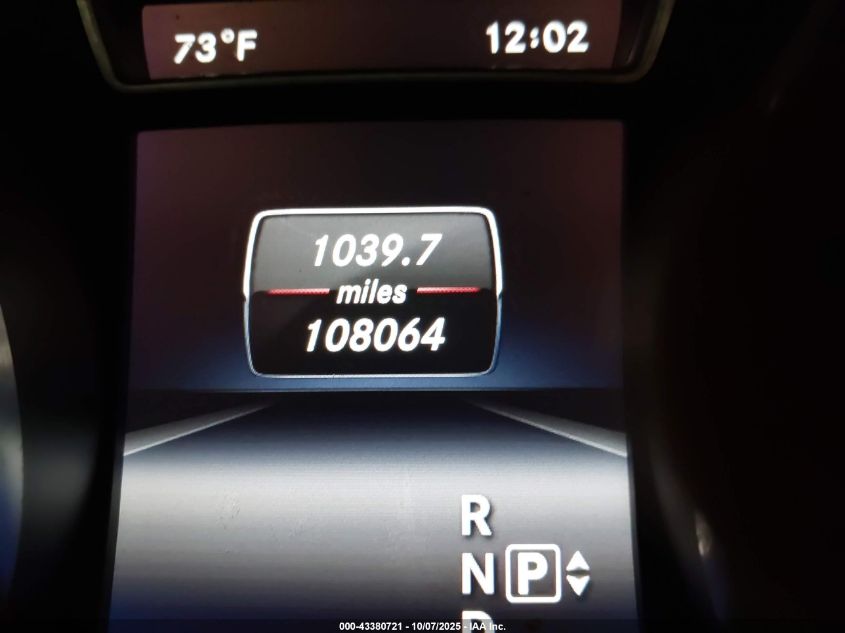 73°F 12:02
1039.7
miles
108064
R
N P
D
000-43380721 - 10/07/2025 - IAA Inc.